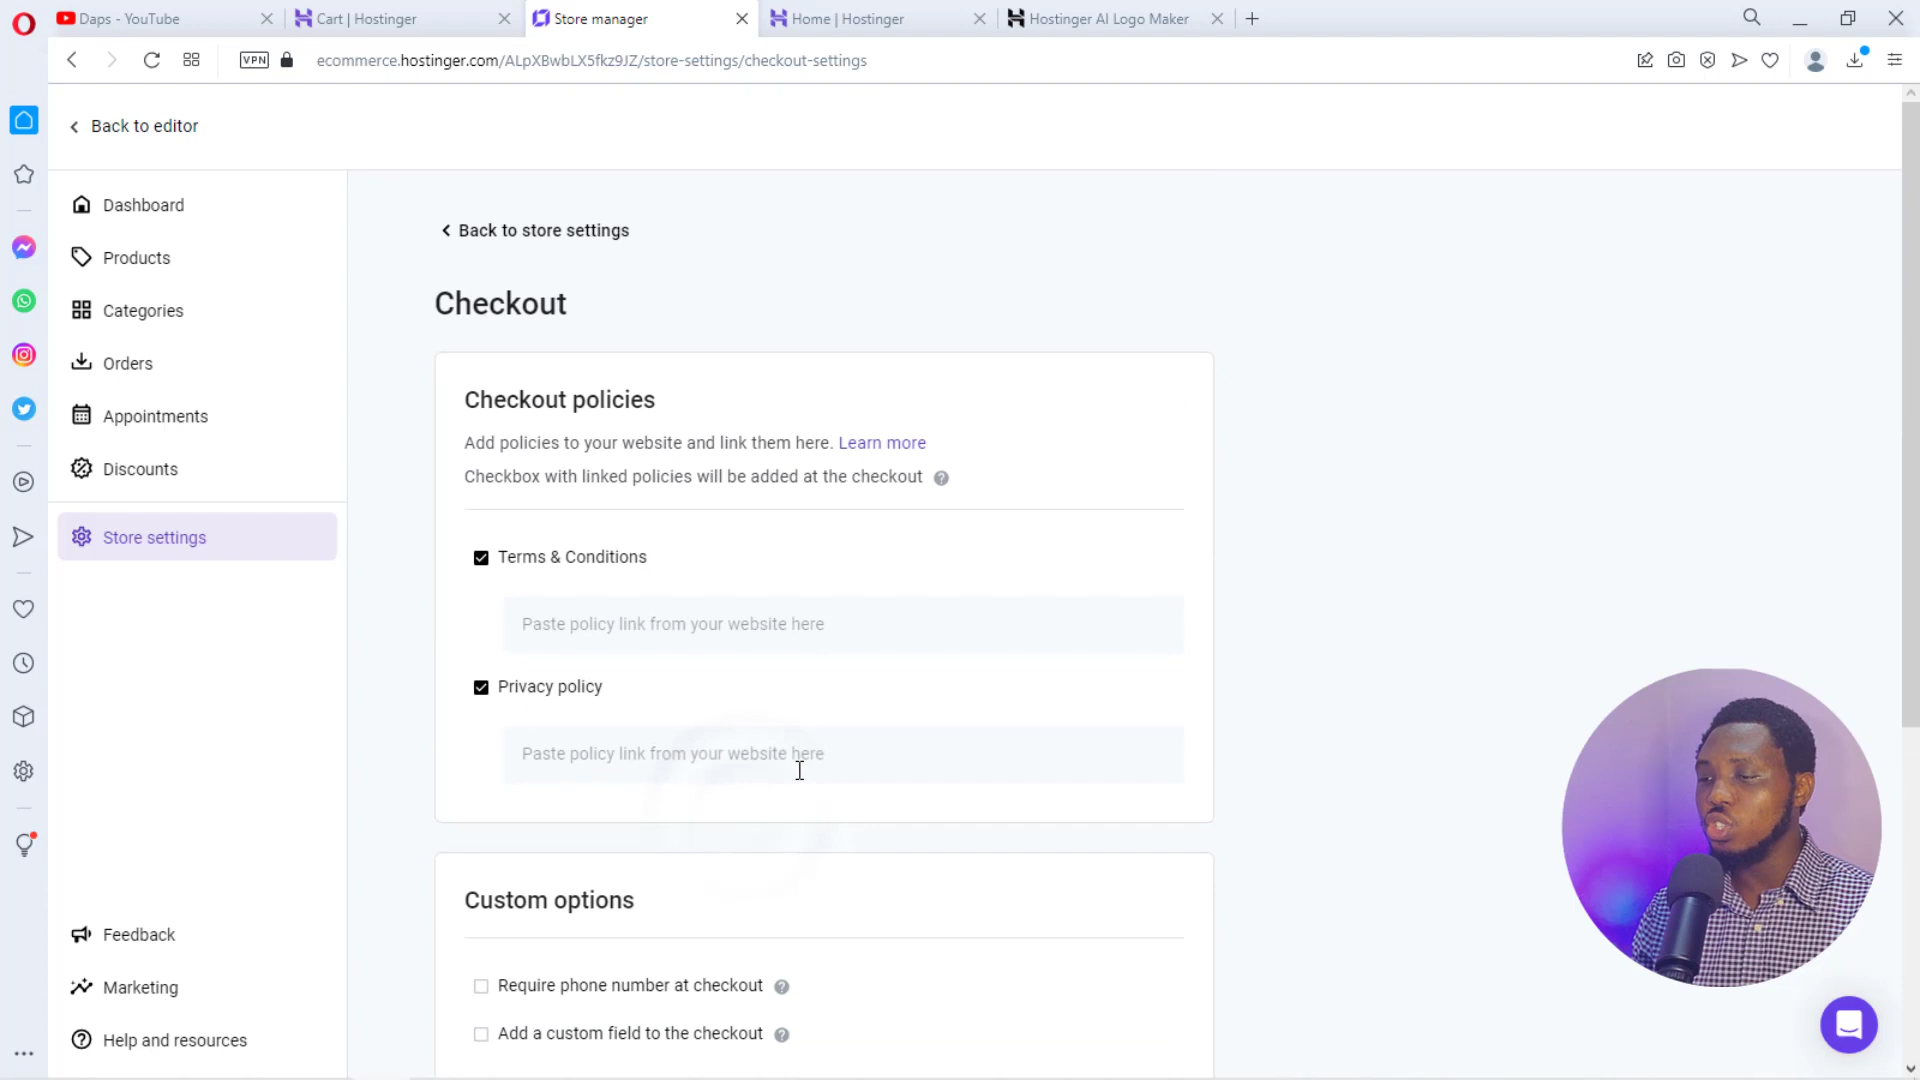 Daps - YouTube
Cart | Hostinger
Store manager
Home | Hostinger
Hostinger AI Logo Maker
VPN
ecommerce.hostinger.com/ALpXBwbLX5fkz9JZ/store-settings/checkout-settings
Back to editor
Dashboard
Products
Categories
Orders
Appointments
Discounts
Store settings
Feedback
Marketing
Help and resources
Back to store settings
Checkout
Checkout policies
Add policies to your website and link them here. Learn more
Checkbox with linked policies will be added at the checkout ?
Terms & Conditions
Paste policy link from your website here
Privacy policy
Paste policy link from your website here
Custom options
Require phone number at checkout ?
Add a custom field to the checkout ?